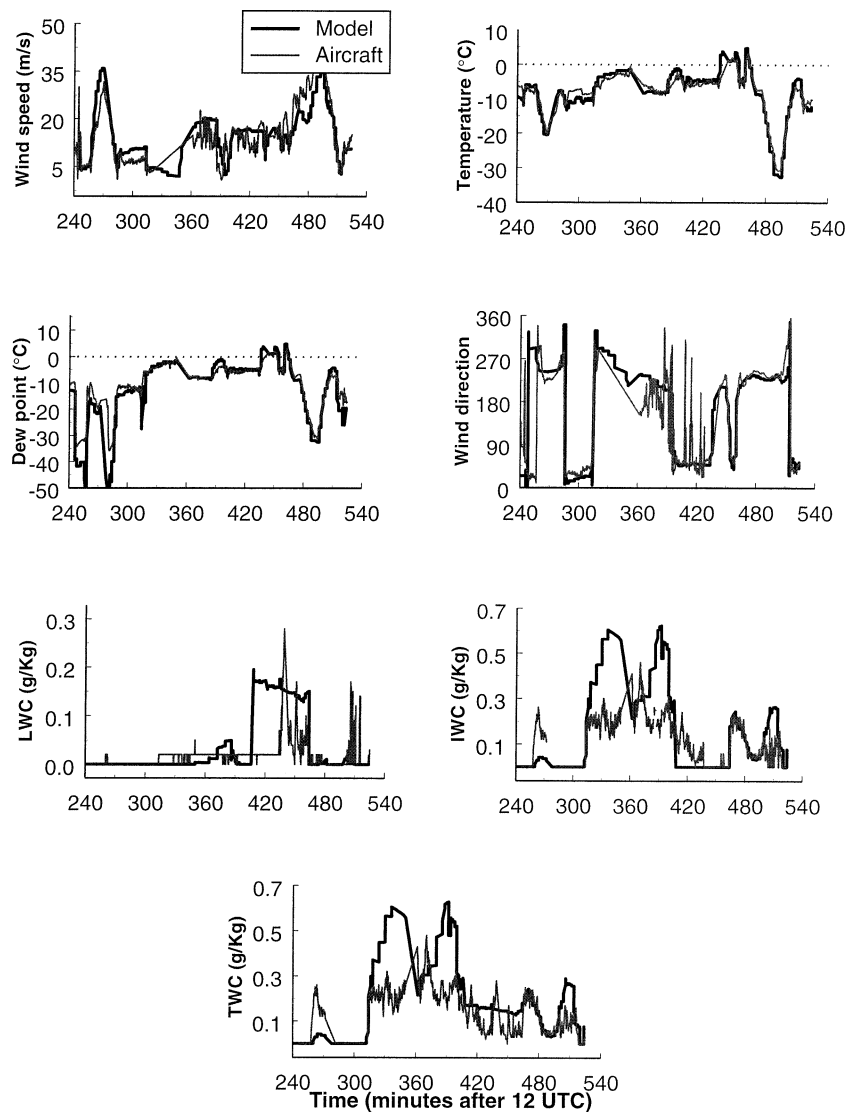 Model
Aircraft
Wind speed (m/s)
50
35
20
5
240 300 360 420 480 540
Temperature (°C)
10
0
-10
-20
-30
-40
240 300 360 420 480 540
Dew point (°C)
10
0
-10
-20
-30
-40
-50
240 300 360 420 480 540
Wind direction
360
270
180
90
0
240 300 360 420 480 540
LWC (g/Kg)
0.3
0.2
0.1
0.0
240 300 360 420 480 540
IWC (g/Kg)
0.7
0.5
0.3
0.1
240 300 360 420 480 540
TWC (g/Kg)
0.7
0.5
0.3
0.1
240 300 360 420 480 540
Time (minutes after 12 UTC)